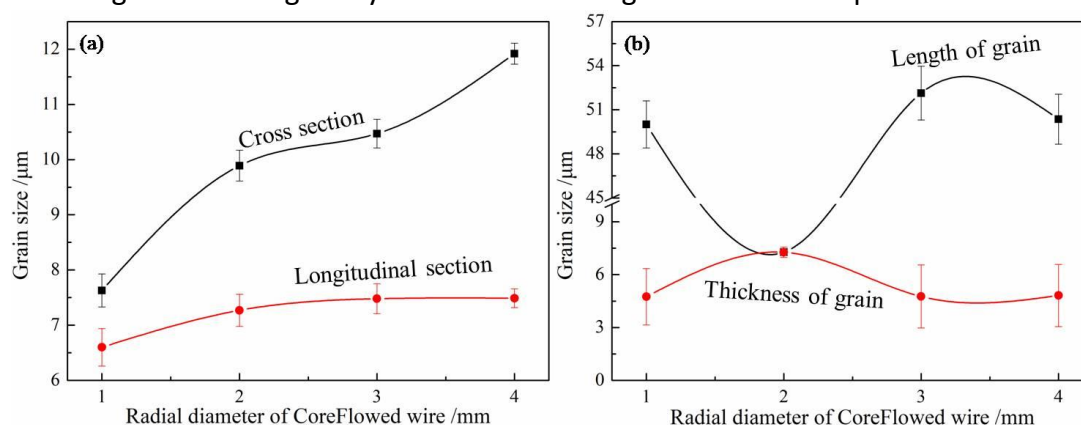 (a)
12
11
10
9
8
7
6
Grain size /μm
Cross section
Longitudinal section
1 2 3 4
Radial diameter of CoreFlowed wire /mm
(b)
57
54
51
48
45
9
6
3
0
Grain size /μm
Length of grain
Thickness of grain
1 2 3 4
Radial diameter of CoreFlowed wire /mm